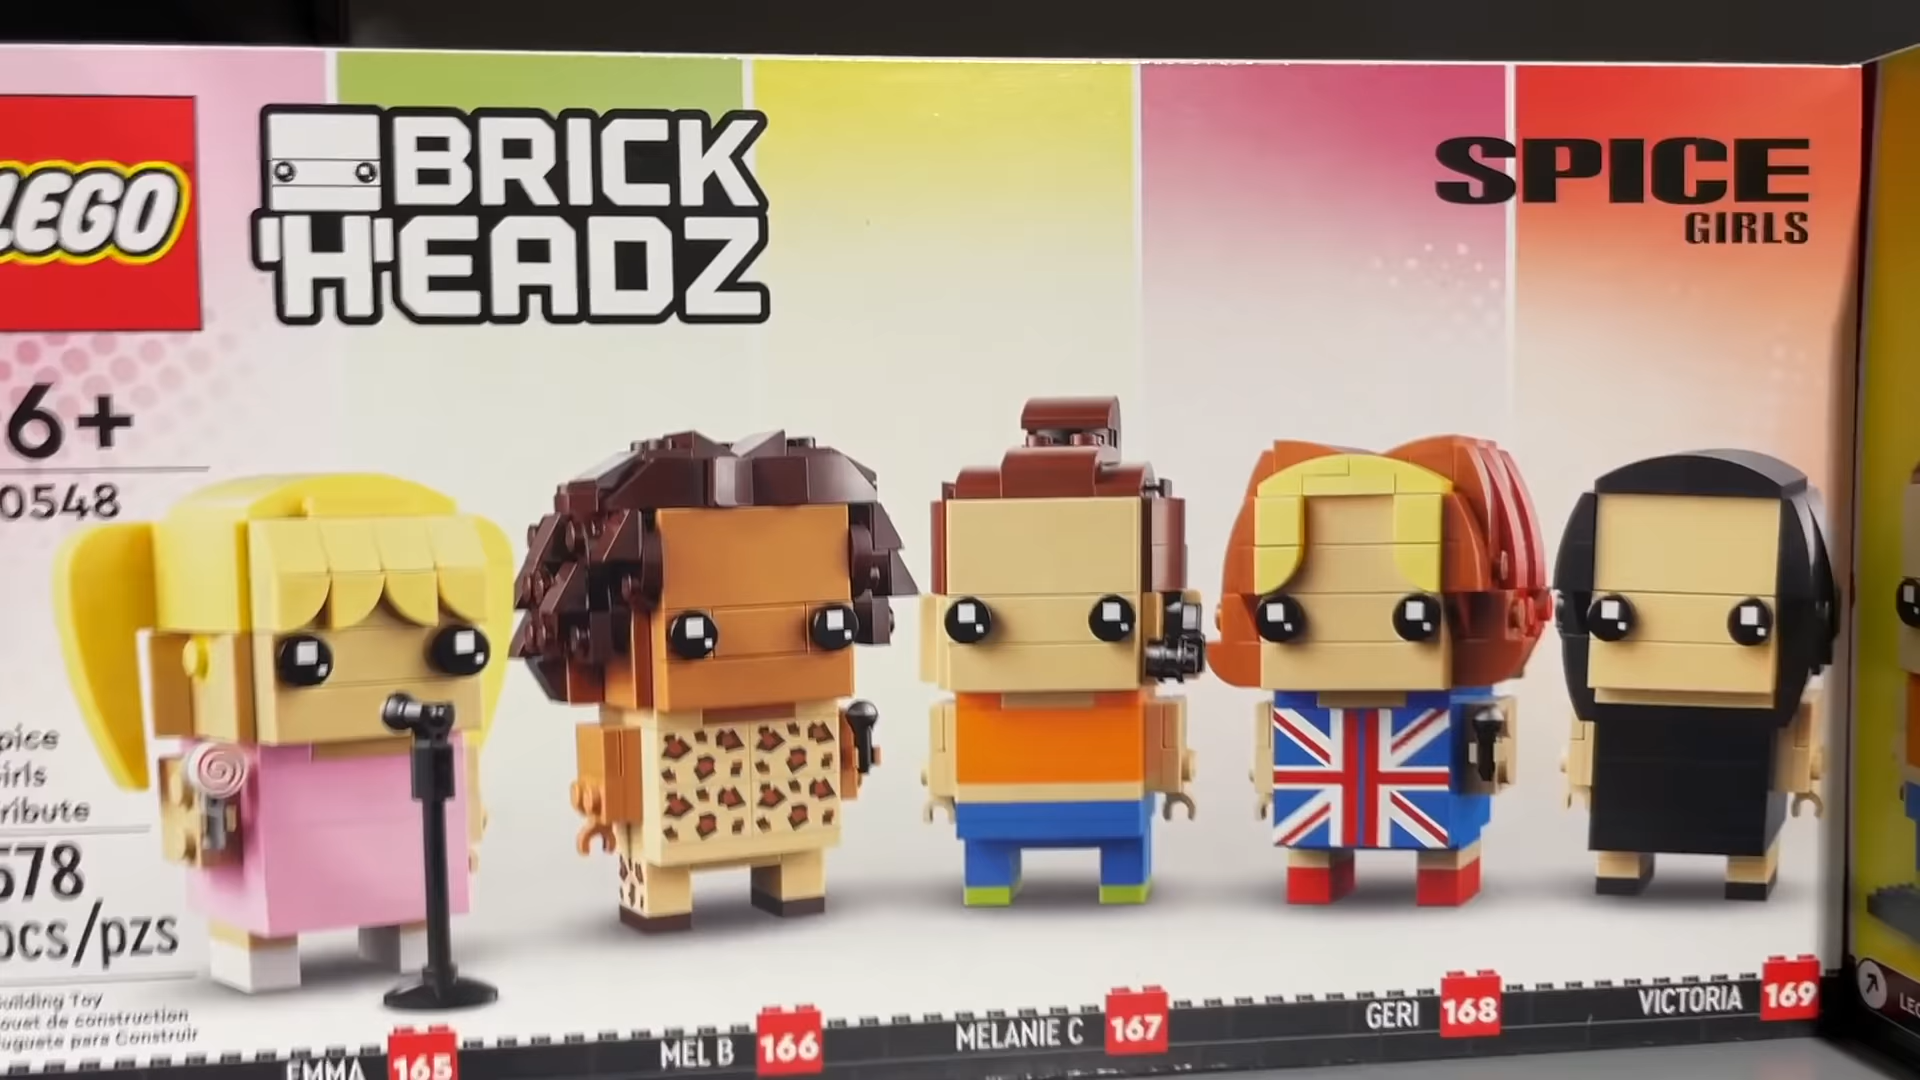 LEGO
BRICK
HEADZ
SPICE
GIRLS
6+
0548
pice
irls
ribute
578
pcs/pzs
uilding Toy
ouet de construction
uguete para Construir
EMMA 165
MEL B 166
MELANIE C 167
GERI 168
VICTORIA 169